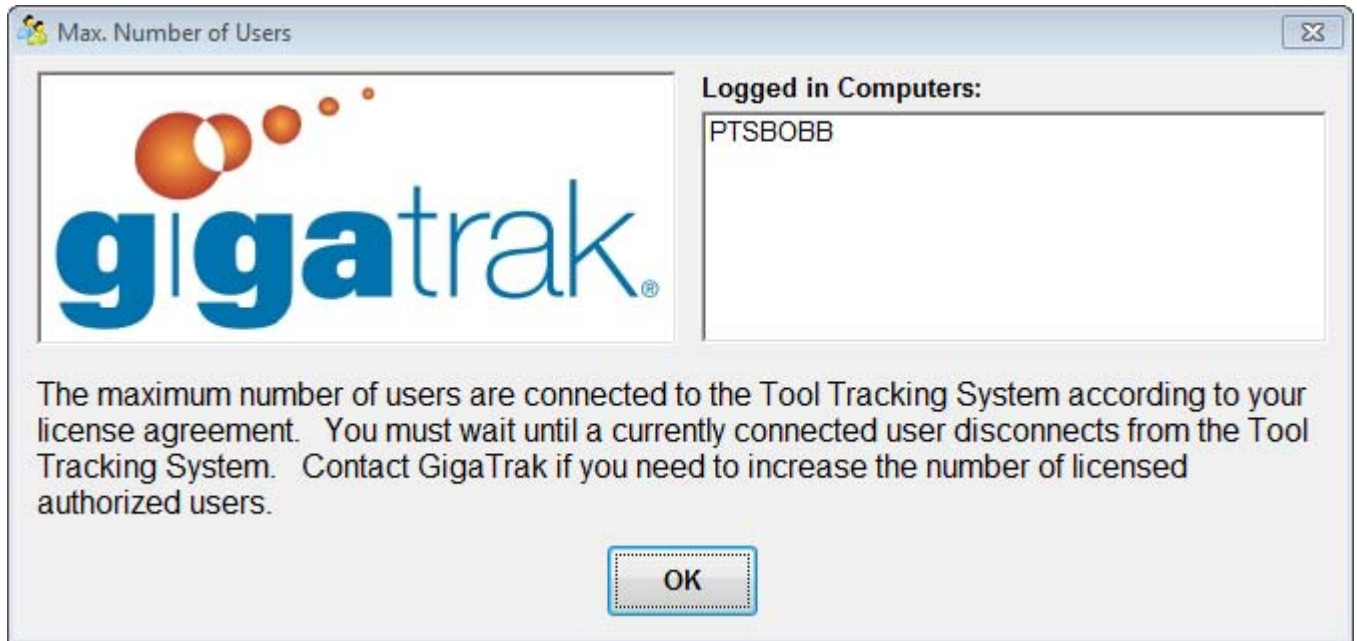 Max. Number of Users
gigatrak®
Logged in Computers:
PTSBOBB
The maximum number of users are connected to the Tool Tracking System according to your
license agreement.   You must wait until a currently connected user disconnects from the Tool
Tracking System.   Contact GigaTrak if you need to increase the number of licensed
authorized users.
OK